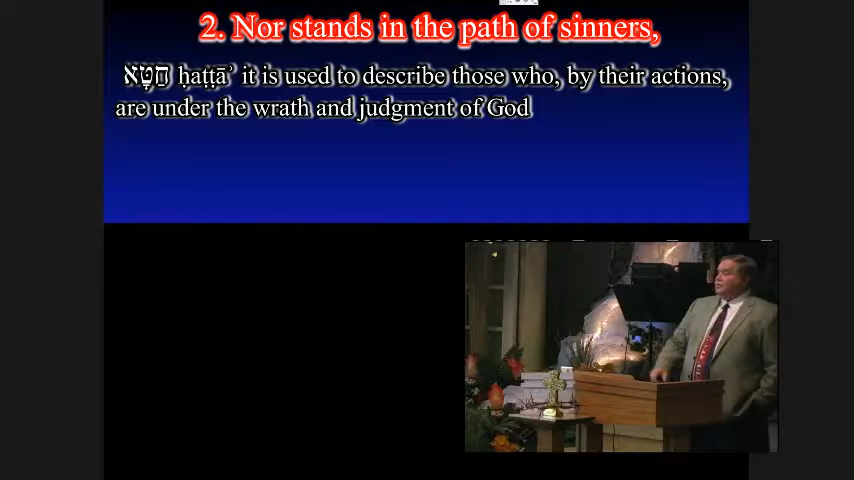 2. Nor stands in the path of sinners,
חַטָּא ḥaṭṭāʾ it is used to describe those who, by their actions,
are under the wrath and judgment of God